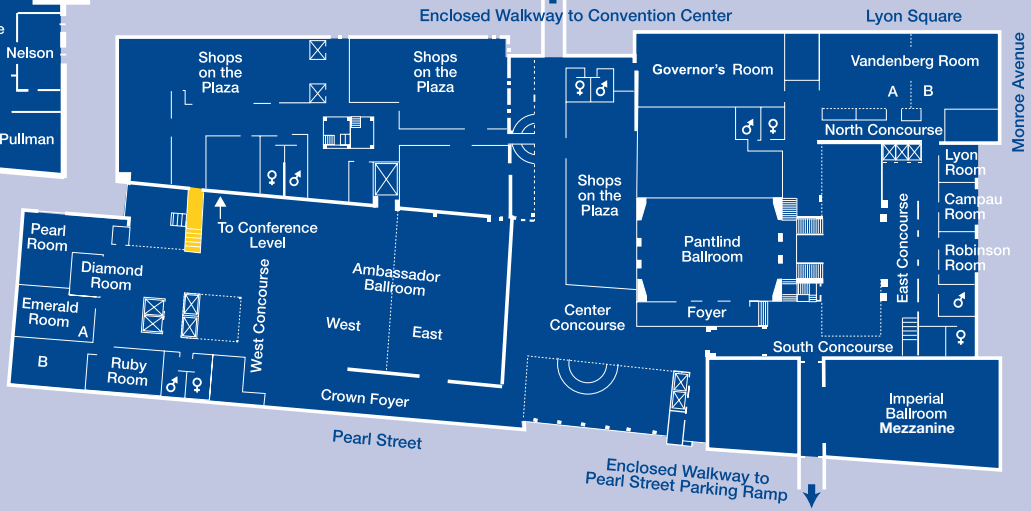 Enclosed Walkway to Convention Center
Lyon Square
Monroe Avenue
e
Nelson
Pullman
Shops
on the
Plaza
Shops
on the
Plaza
Governor's Room
Vandenberg Room
A
B
North Concourse
Lyon
Room
Campau
Room
Robinson
Room
East Concourse
Shops
on the
Plaza
Pantlind
Ballroom
Foyer
Center
Concourse
South Concourse
To Conference
Level
Pearl
Room
Diamond
Room
Emerald
Room
A
B
Ruby
Room
West Concourse
Ambassador
Ballroom
West
East
Crown Foyer
Imperial
Ballroom
Mezzanine
Pearl Street
Enclosed Walkway to
Pearl Street Parking Ramp